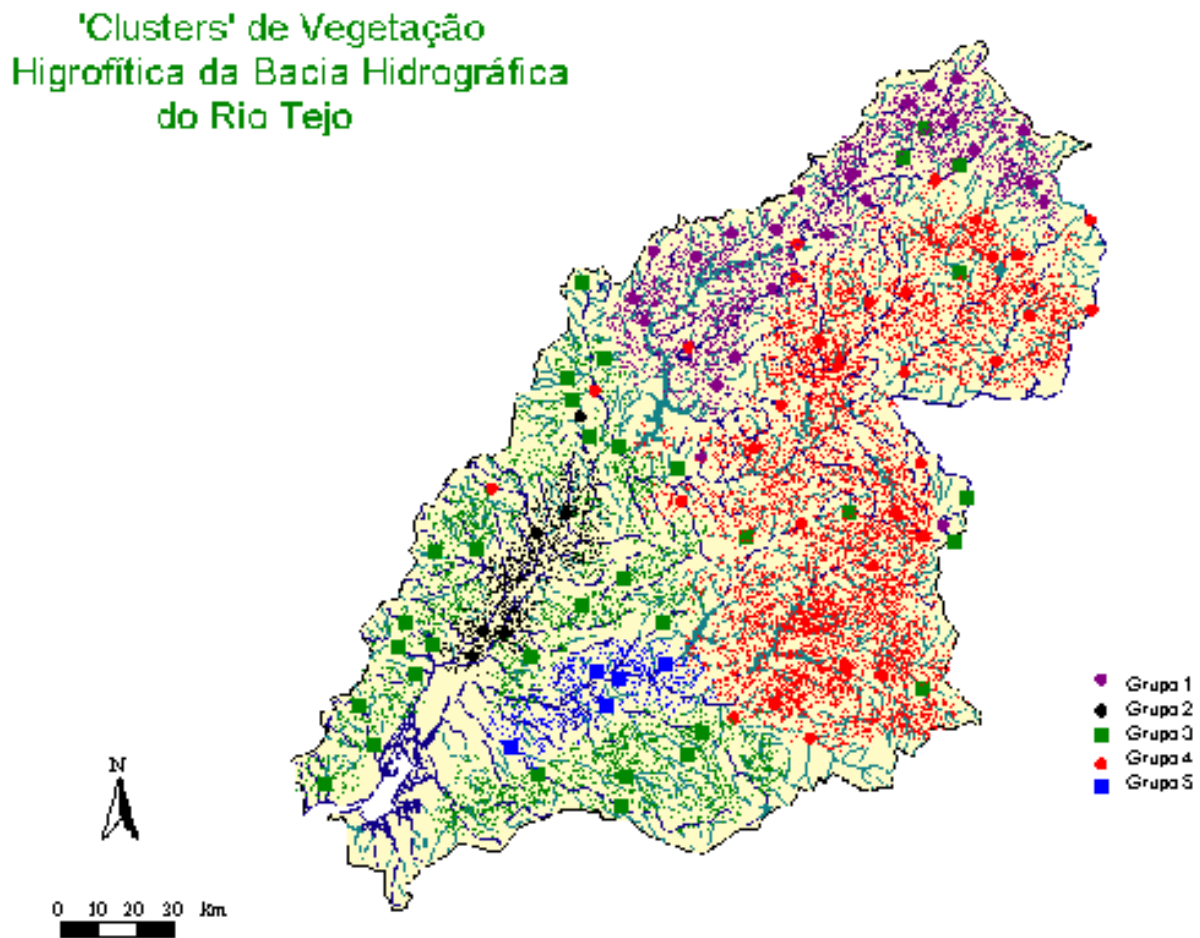 'Clusters' de Vegetação
Higrofítica da Bacia Hidrográfica
do Rio Tejo
Grupo 1
Grupo 2
Grupo 3
Grupo 4
Grupo 5
N
0 10 20 30 Km